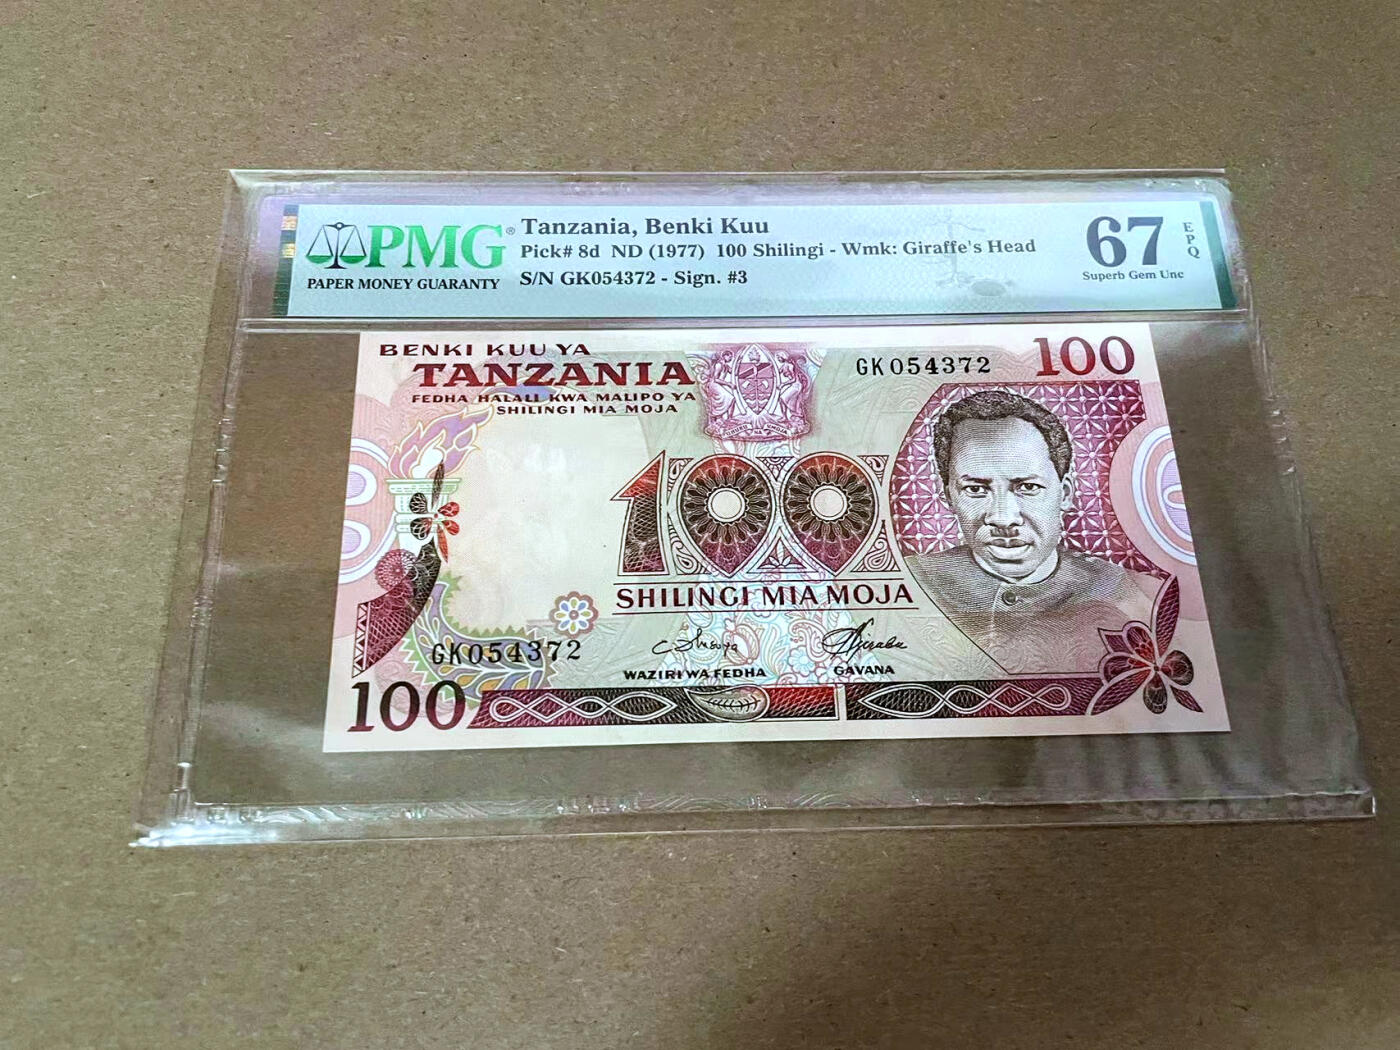 PMG®
PAPER MONEY GUARANTY
Tanzania, Benki Kuu
Pick# 8d ND (1977) 100 Shilingi - Wmk: Giraffe's Head
S/N GK054372 - Sign. #3
67
EPQ
Superb Gem Unc
BENKI KUU YA
TANZANIA
FEDHA HALALI KWA MALIPO YA
SHILINGI MIA MOJA
GK054372
100
100
SHILINGI MIA MOJA
WAZIRI WA FEDHA
GAVANA
GK054372
100